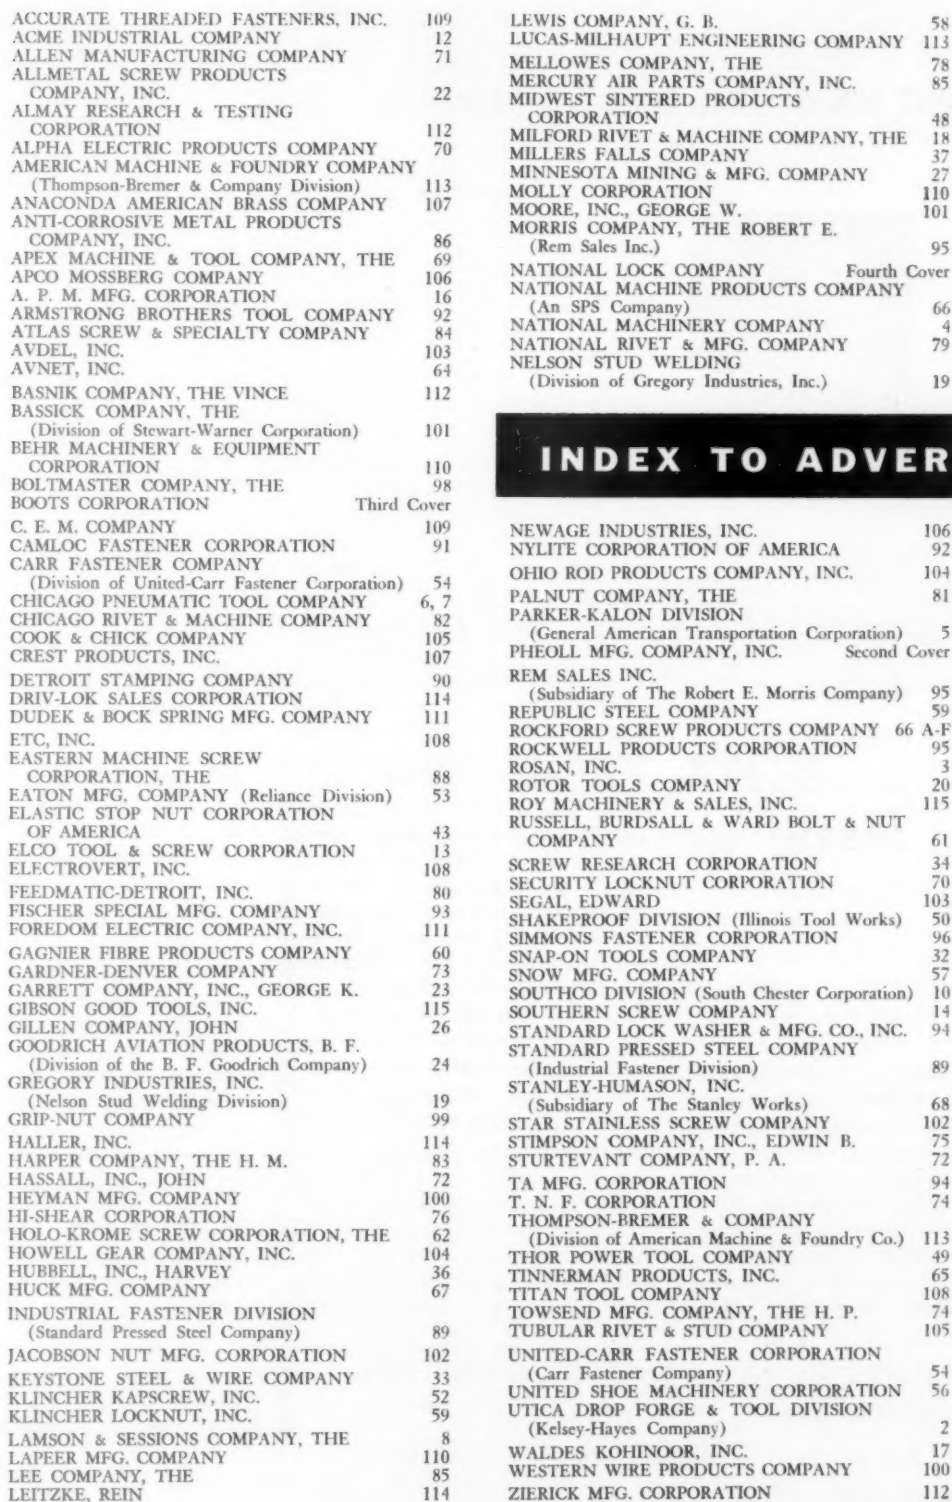 ACCURATE THREADED FASTENERS, INC. 109
ACME INDUSTRIAL COMPANY 12
ALLEN MANUFACTURING COMPANY 71
ALLMETAL SCREW PRODUCTS
COMPANY, INC. 22
ALMAY RESEARCH & TESTING
CORPORATION 112
ALPHA ELECTRIC PRODUCTS COMPANY 70
AMERICAN MACHINE & FOUNDRY COMPANY
(Thompson-Bremer & Company Division) 113
ANACONDA AMERICAN BRASS COMPANY 107
ANTI-CORROSIVE METAL PRODUCTS
COMPANY, INC. 86
APEX MACHINE & TOOL COMPANY, THE 69
APCO MOSSBERG COMPANY 106
A. P. M. MFG. CORPORATION 16
ARMSTRONG BROTHERS TOOL COMPANY 92
ATLAS SCREW & SPECIALTY COMPANY 84
AVDEL, INC. 103
AVNET, INC. 64
BASNIK COMPANY, THE VINCE 112
BASSICK COMPANY, THE
(Division of Stewart-Warner Corporation) 101
BEHR MACHINERY & EQUIPMENT
CORPORATION 110
BOLTMASTER COMPANY, THE 98
BOOTS CORPORATION Third Cover
C. E. M. COMPANY 109
CAMLOC FASTENER CORPORATION 91
CARR FASTENER COMPANY
(Division of United-Carr Fastener Corporation) 54
CHICAGO PNEUMATIC TOOL COMPANY 6, 7
CHICAGO RIVET & MACHINE COMPANY 82
COOK & CHICK COMPANY 105
CREST PRODUCTS, INC. 107
DETROIT STAMPING COMPANY 90
DRIV-LOK SALES CORPORATION 114
DUDEK & BOCK SPRING MFG. COMPANY 111
ETC, INC. 108
EASTERN MACHINE SCREW
CORPORATION, THE 88
EATON MFG. COMPANY (Reliance Division) 53
ELASTIC STOP NUT CORPORATION
OF AMERICA 43
ELCO TOOL & SCREW CORPORATION 13
ELECTROVERT, INC. 108
FEEDMATIC-DETROIT, INC. 80
FISCHER SPECIAL MFG. COMPANY 93
FOREDOM ELECTRIC COMPANY, INC. 111
GAGNIER FIBRE PRODUCTS COMPANY 60
GARDNER-DENVER COMPANY 73
GARRETT COMPANY, INC., GEORGE K. 23
GIBSON GOOD TOOLS, INC. 115
GILLEN COMPANY, JOHN 26
GOODRICH AVIATION PRODUCTS, B. F.
(Division of the B. F. Goodrich Company) 24
GREGORY INDUSTRIES, INC.
(Nelson Stud Welding Division) 19
GRIP-NUT COMPANY 99
HALLER, INC. 114
HARPER COMPANY, THE H. M. 83
HASSALL, INC., JOHN 72
HEYMAN MFG. COMPANY 100
HI-SHEAR CORPORATION 76
HOLO-KROME SCREW CORPORATION, THE 62
HOWELL GEAR COMPANY, INC. 104
HUBBELL, INC., HARVEY 36
HUCK MFG. COMPANY 67
INDUSTRIAL FASTENER DIVISION
(Standard Pressed Steel Company) 89
JACOBSON NUT MFG. CORPORATION 102
KEYSTONE STEEL & WIRE COMPANY 33
KLINCHER KAPSCREW, INC. 52
KLINCHER LOCKNUT, INC. 59
LAMSON & SESSIONS COMPANY, THE 8
LAPEER MFG. COMPANY 110
LEE COMPANY, THE 85
LEITZKE, REIN 114
LEWIS COMPANY, G. B. 58
LUCAS-MILHAUPT ENGINEERING COMPANY 113
MELLOWES COMPANY, THE 78
MERCURY AIR PARTS COMPANY, INC. 85
MIDWEST SINTERED PRODUCTS
CORPORATION 48
MILFORD RIVET & MACHINE COMPANY, THE 18
MILLERS FALLS COMPANY 37
MINNESOTA MINING & MFG. COMPANY 27
MOLLY CORPORATION 110
MOORE, INC., GEORGE W. 101
MORRIS COMPANY, THE ROBERT E.
(Rem Sales Inc.) 95
NATIONAL LOCK COMPANY Fourth Cover
NATIONAL MACHINE PRODUCTS COMPANY
(An SPS Company) 66
NATIONAL MACHINERY COMPANY 4
NATIONAL RIVET & MFG. COMPANY 79
NELSON STUD WELDING
(Division of Gregory Industries, Inc.) 19
INDEX TO ADVER
NEWAGE INDUSTRIES, INC. 106
NYLITE CORPORATION OF AMERICA 92
OHIO ROD PRODUCTS COMPANY, INC. 104
PALNUT COMPANY, THE 81
PARKER-KALON DIVISION
(General American Transportation Corporation) 5
PHEOLL MFG. COMPANY, INC. Second Cover
REM SALES INC.
(Subsidiary of The Robert E. Morris Company) 95
REPUBLIC STEEL COMPANY 59
ROCKFORD SCREW PRODUCTS COMPANY 66 A-F
ROCKWELL PRODUCTS CORPORATION 95
ROSAN, INC. 3
ROTOR TOOLS COMPANY 20
ROY MACHINERY & SALES, INC. 115
RUSSELL, BURDSALL & WARD BOLT & NUT
COMPANY 61
SCREW RESEARCH CORPORATION 34
SECURITY LOCKNUT CORPORATION 70
SEGAL, EDWARD 103
SHAKEPROOF DIVISION (Illinois Tool Works) 50
SIMMONS FASTENER CORPORATION 96
SNAP-ON TOOLS COMPANY 32
SNOW MFG. COMPANY 57
SOUTHCO DIVISION (South Chester Corporation) 10
SOUTHERN SCREW COMPANY 14
STANDARD LOCK WASHER & MFG. CO., INC. 94
STANDARD PRESSED STEEL COMPANY
(Industrial Fastener Division) 89
STANLEY-HUMASON, INC.
(Subsidiary of The Stanley Works) 68
STAR STAINLESS SCREW COMPANY 102
STIMPSON COMPANY, INC., EDWIN B. 75
STURTEVANT COMPANY, P. A. 72
TA MFG. CORPORATION 94
T. N. F. CORPORATION 74
THOMPSON-BREMER & COMPANY
(Division of American Machine & Foundry Co.) 113
THOR POWER TOOL COMPANY 49
TINNERMAN PRODUCTS, INC. 65
TITAN TOOL COMPANY 108
TOWSEND MFG. COMPANY, THE H. P. 74
TUBULAR RIVET & STUD COMPANY 105
UNITED-CARR FASTENER CORPORATION
(Carr Fastener Company) 54
UNITED SHOE MACHINERY CORPORATION 56
UTICA DROP FORGE & TOOL DIVISION
(Kelsey-Hayes Company) 2
WALDES KOHINOOR, INC. 17
WESTERN WIRE PRODUCTS COMPANY 100
ZIERICK MFG. CORPORATION 112